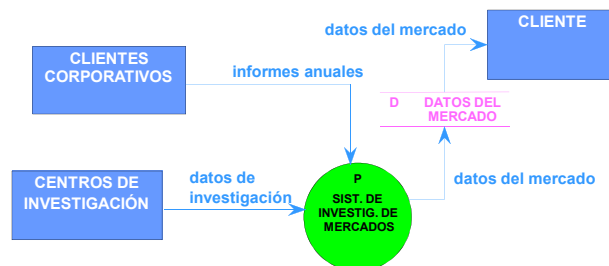 datos del mercado
CLIENTE
CLIENTES
CORPORATIVOS
informes anuales
D DATOS DEL
MERCADO
CENTROS DE
INVESTIGACIÓN
datos de
investigación
P
SIST. DE
INVESTIG. DE
MERCADOS
datos del mercado